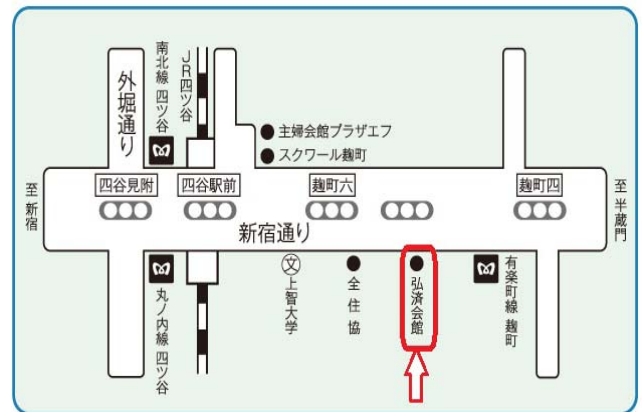 外堀通り
南北線 四ツ谷
JR四ツ谷
主婦会館プラザエフ
スクワール麹町
至 新宿
四谷見附
四谷駅前
麹町六
麹町四
至 半蔵門
新宿通り
丸ノ内線 四ツ谷
文
上智大学
全住協
弘済会館
有楽町線 麹町